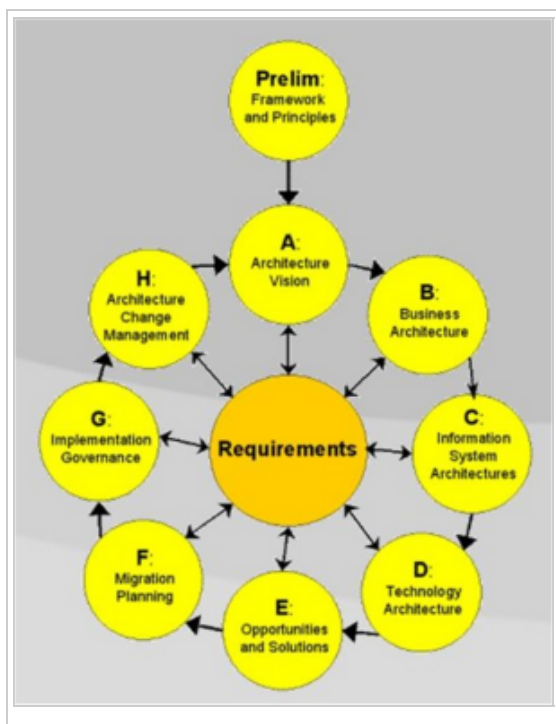 Prelim:
Framework
and Principles
A:
Architecture
Vision
H:
Architecture
Change
Management
B:
Business
Architecture
G:
Implementation
Governance
Requirements
C:
Information
System
Architectures
F:
Migration
Planning
D:
Technology
Architecture
E:
Opportunities
and Solutions